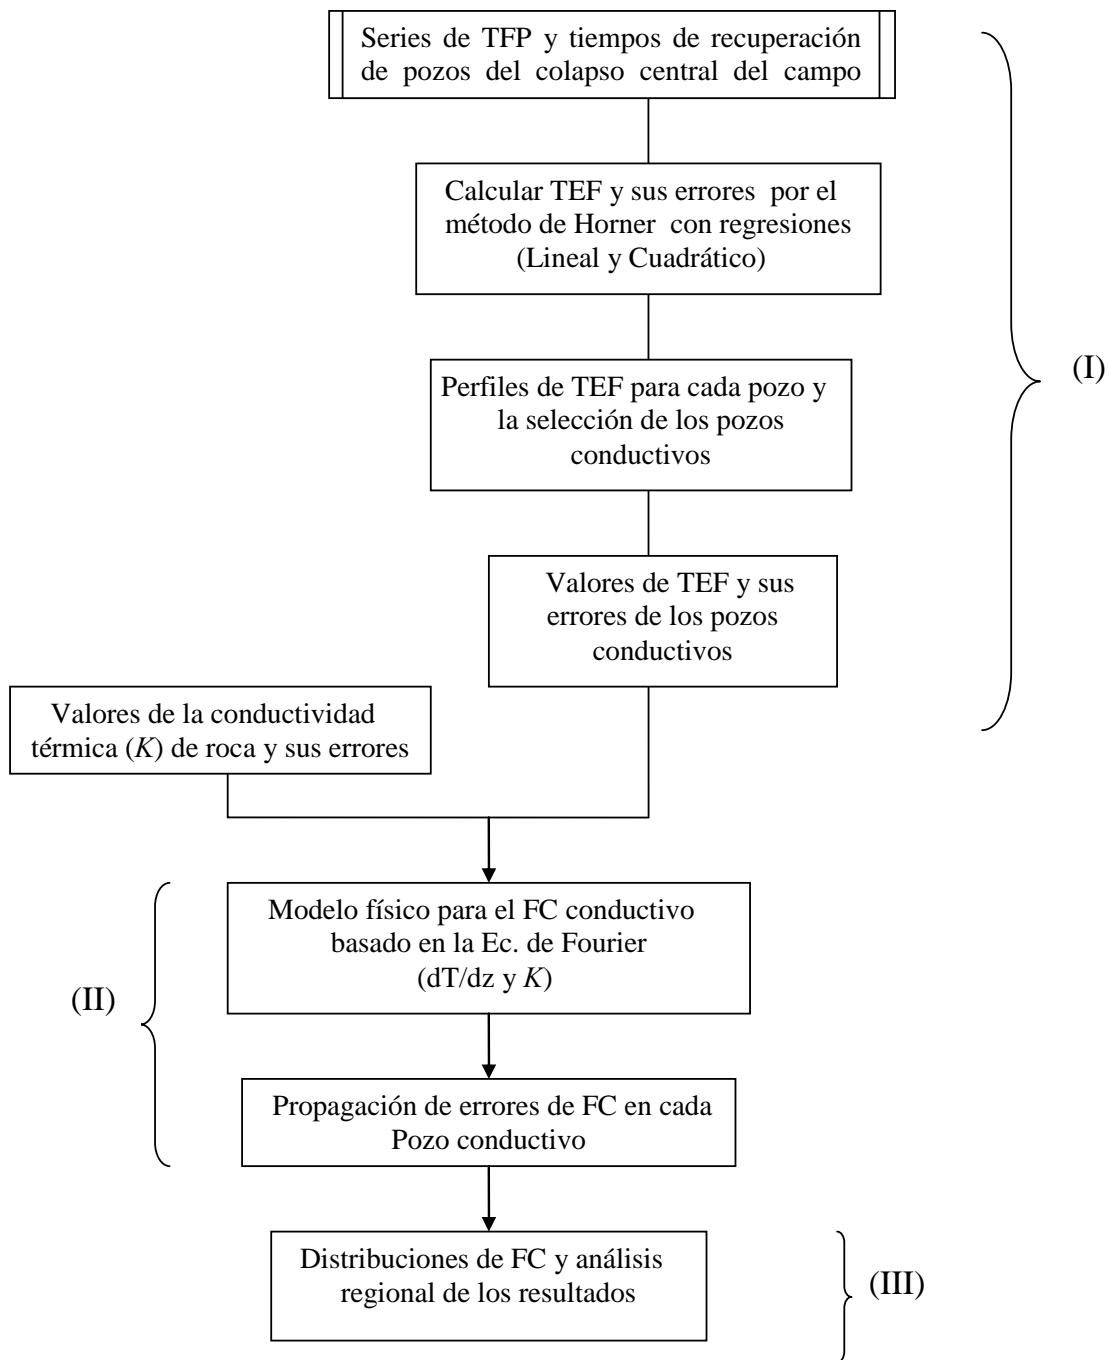 Series de TFP y tiempos de recuperación
de pozos del colapso central del campo
Calcular TEF y sus errores por el
método de Horner con regresiones
(Lineal y Cuadrático)
(I)
Perfiles de TEF para cada pozo y
la selección de los pozos
conductivos
Valores de TEF y sus
errores de los pozos
conductivos
Valores de la conductividad
térmica (K) de roca y sus errores
Modelo físico para el FC conductivo
basado en la Ec. de Fourier
(dT/dz y K)
(II)
Propagación de errores de FC en cada
Pozo conductivo
Distribuciones de FC y análisis
regional de los resultados
(III)